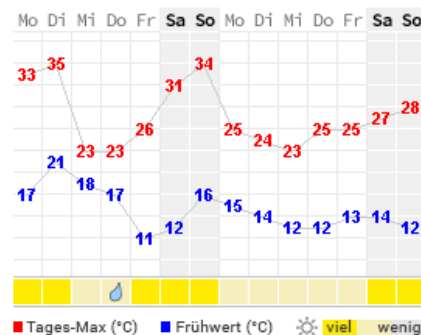 Mo Di Mi Do Fr Sa So Mo Di Mi Do Fr Sa So
33 35 23 23 26 31 34 25 24 23 25 25 27 28
17 21 18 17 11 12 16 15 14 12 12 13 14 12
Tages-Max (°C) Frühwert (°C) viel wenig